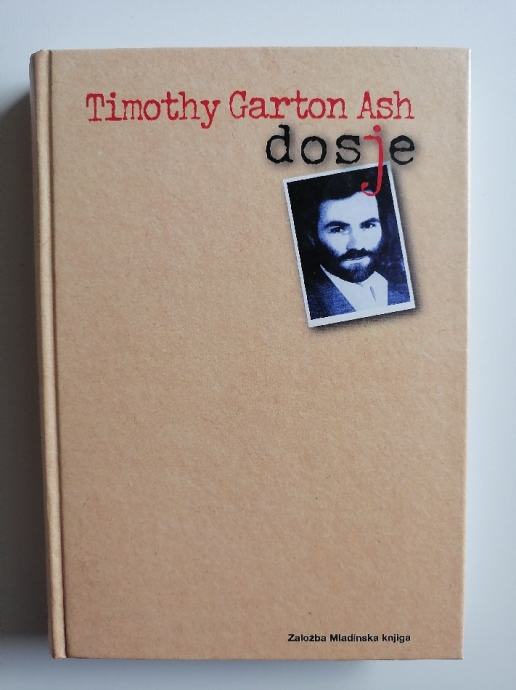 Timothy Garton Ash
dosje
Založba Mladinska knjiga